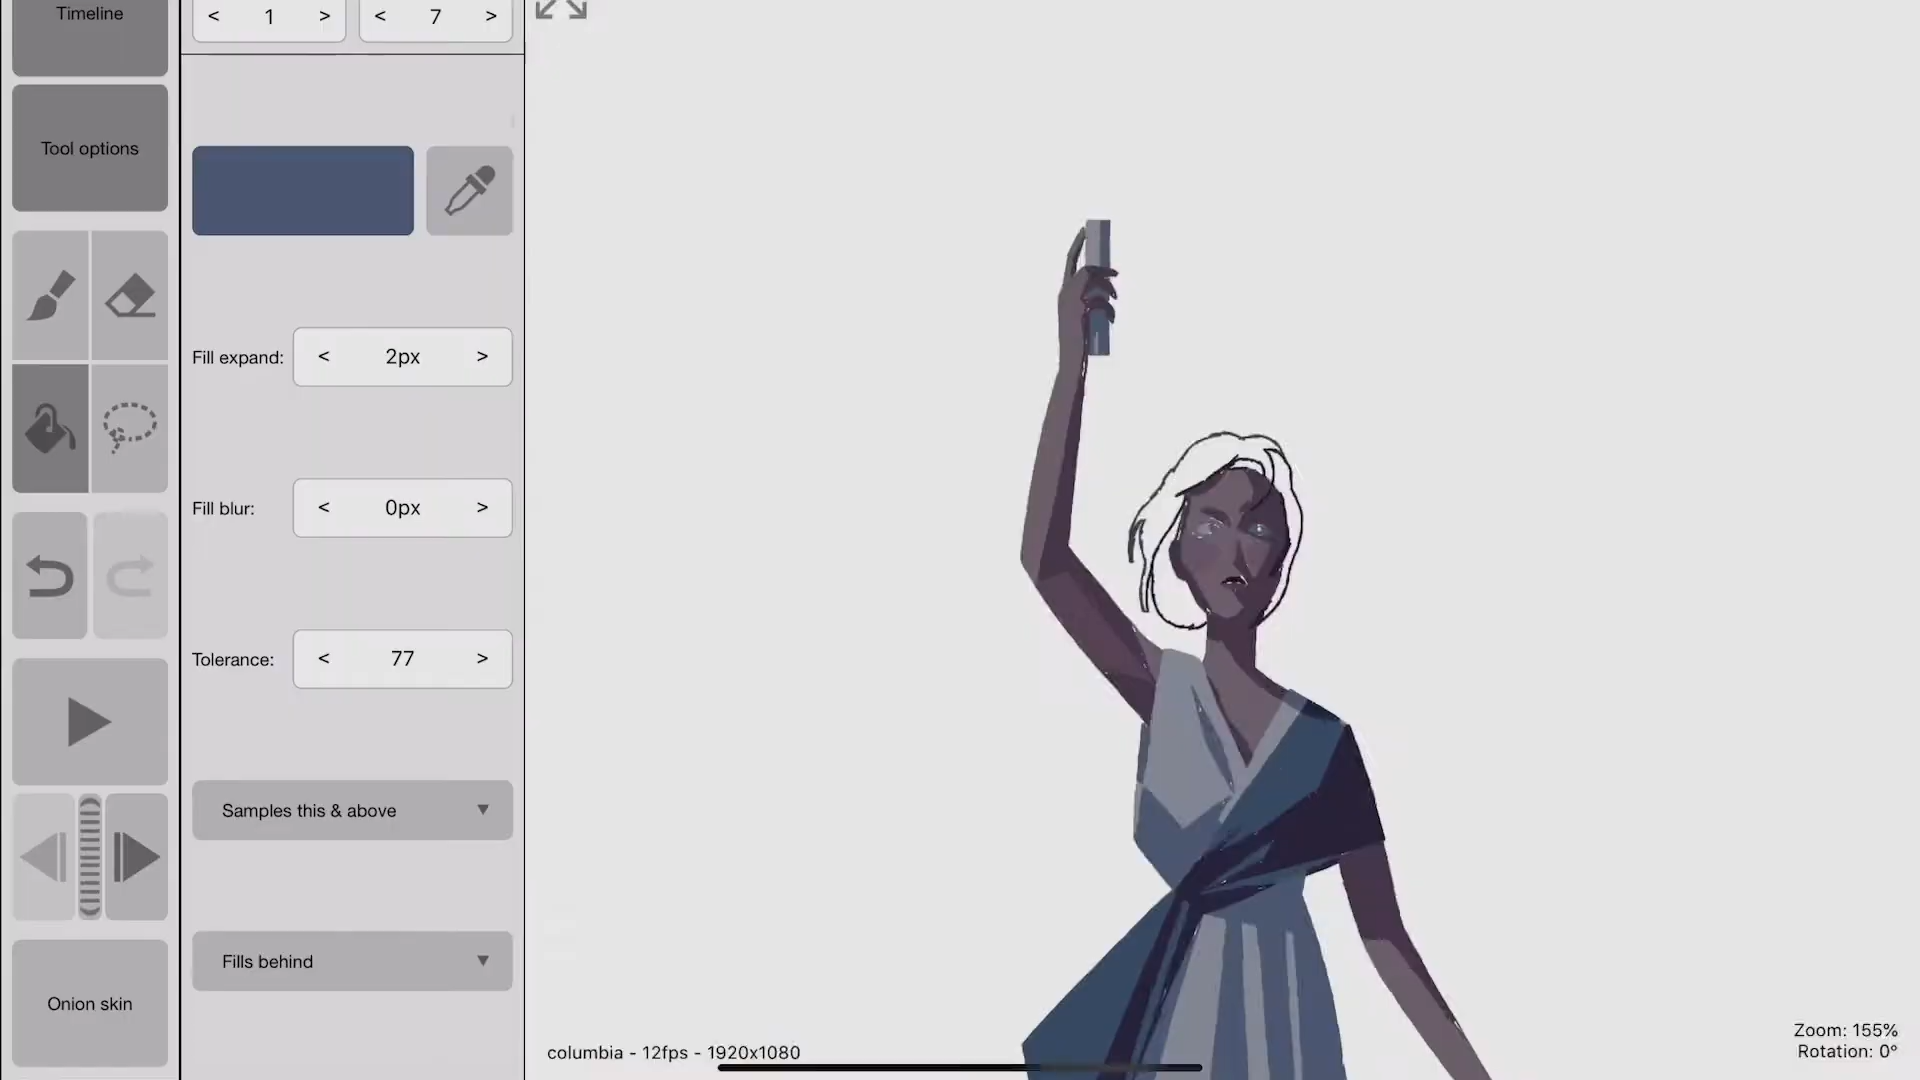 Timeline
< 1 >
< 7 >
Tool options
Fill expand: < 2px >
Fill blur: < 0px >
Tolerance: < 77 >
Samples this & above
Fills behind
Onion skin
columbia - 12fps - 1920x1080
Zoom: 155%
Rotation: 0°